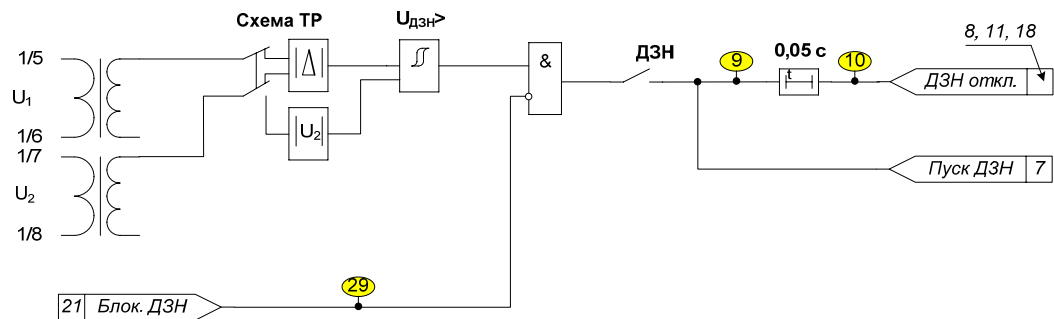 Схема ТР
UДЗН>
8, 11, 18
1/5
U1
1/6
1/7
U2
1/8
Δ
|U2|
&
ДЗН
9
0,05 с
t
10
ДЗН откл.
Пуск ДЗН 7
29
21 Блок. ДЗН